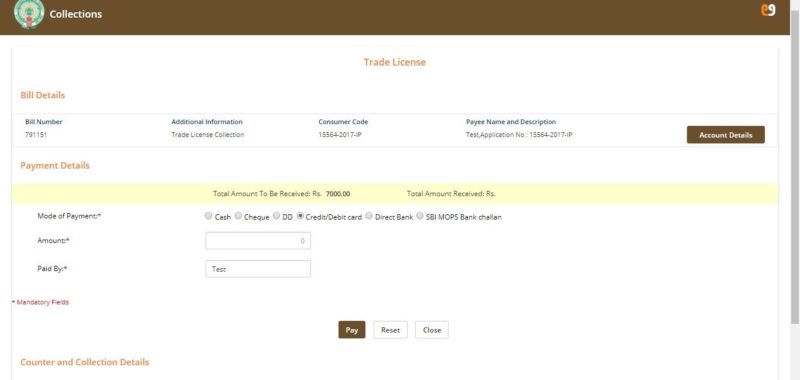 Collections
Trade License
Bill Details
Bill Number Additional Information Consumer Code Payee Name and Description
791151 Trade License Collection 15564-2017-IP Test,Application No : 15564-2017-IP
Account Details
Payment Details
Total Amount To Be Received: Rs. 7000.00 Total Amount Received: Rs.
Mode of Payment:* Cash Cheque DD Credit/Debit card Direct Bank SBI MOPS Bank challan
Amount:* 0
Paid By:* Test
* Mandatory Fields
Pay Reset Close
Counter and Collection Details